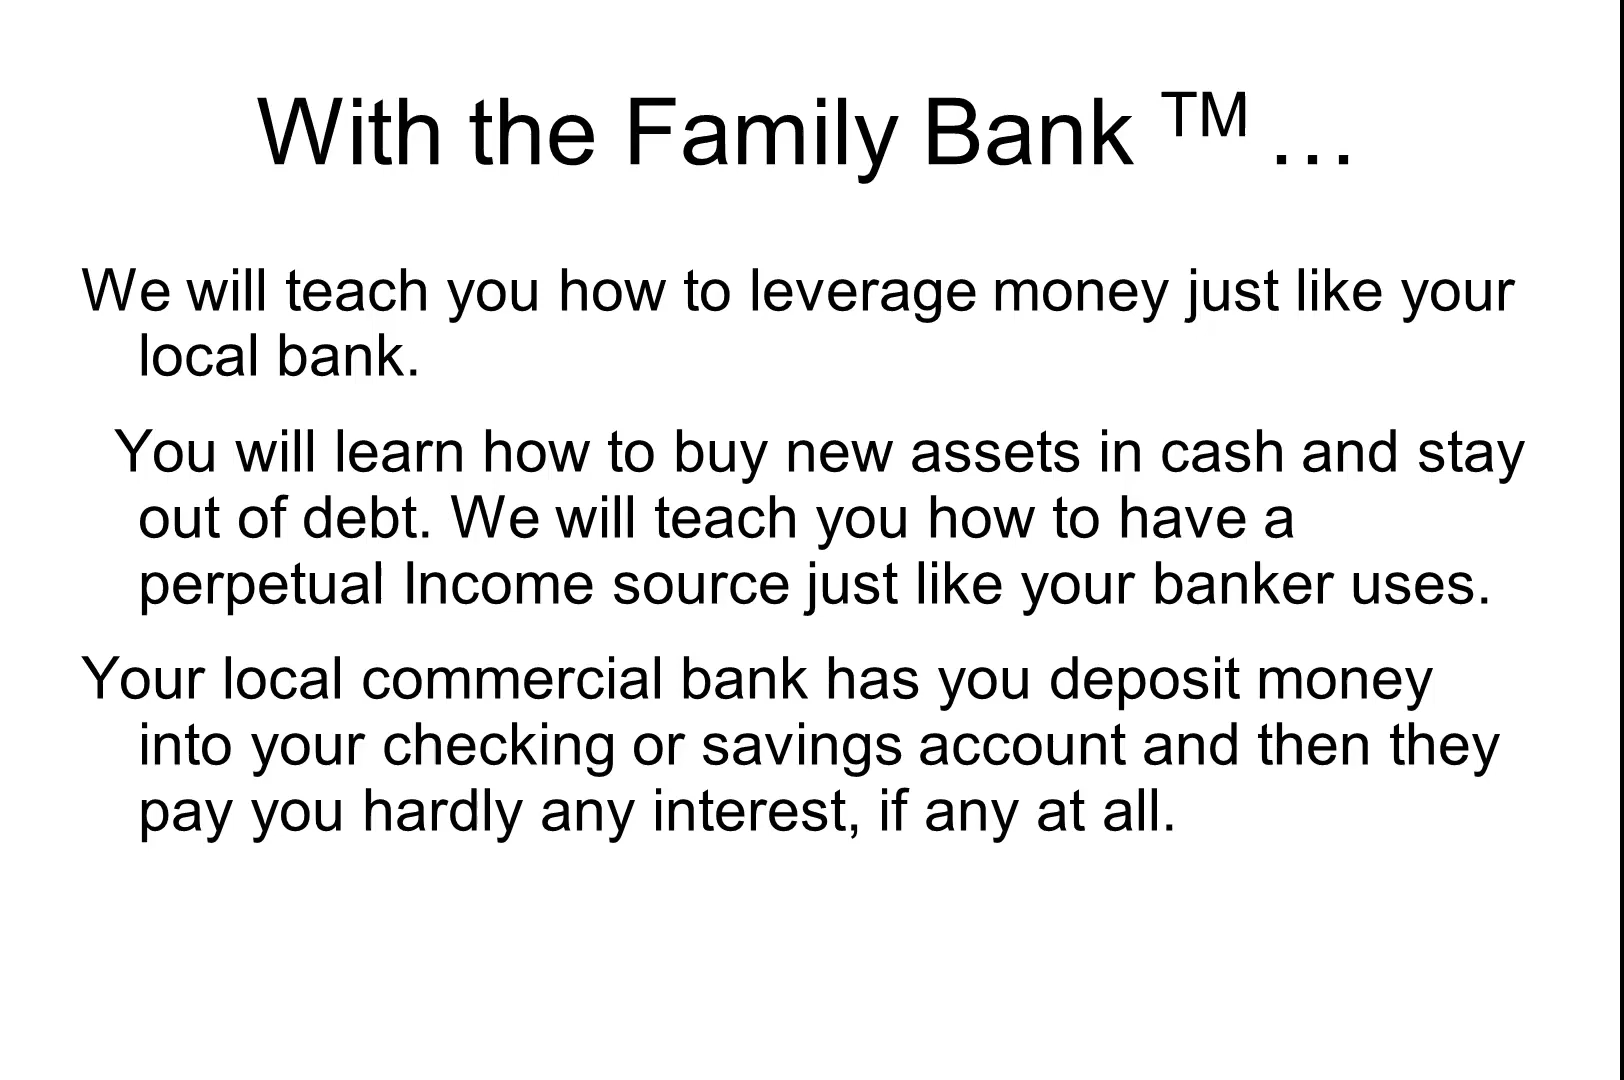 With the Family Bank ™ …
We will teach you how to leverage money just like your
local bank.
You will learn how to buy new assets in cash and stay
out of debt. We will teach you how to have a
perpetual Income source just like your banker uses.
Your local commercial bank has you deposit money
into your checking or savings account and then they
pay you hardly any interest, if any at all.